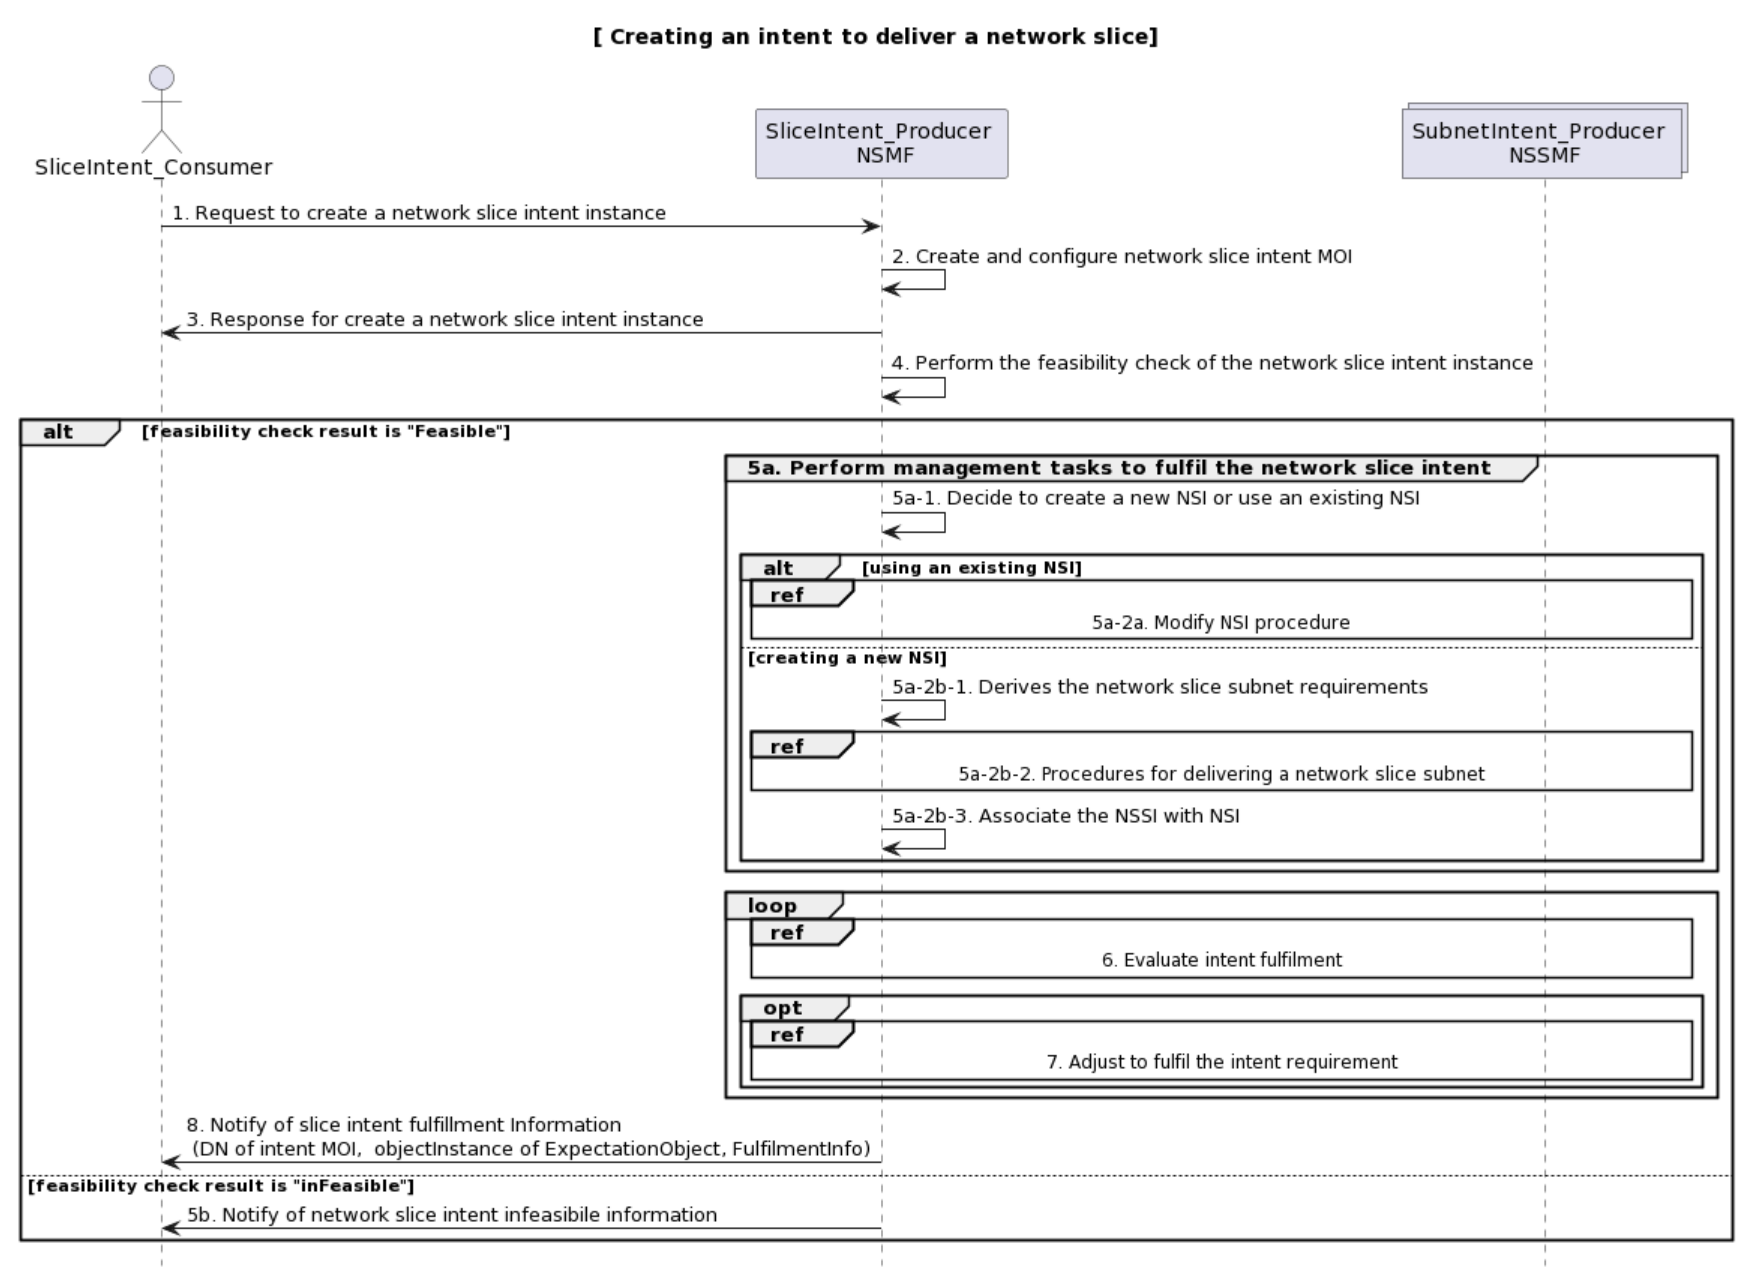 [ Creating an intent to deliver a network slice]
SliceIntent_Consumer
SliceIntent_Producer
NSMF
SubnetIntent_Producer
NSSMF
1. Request to create a network slice intent instance
2. Create and configure network slice intent MOI
3. Response for create a network slice intent instance
4. Perform the feasibility check of the network slice intent instance
alt [feasibility check result is "Feasible"]
5a. Perform management tasks to fulfil the network slice intent
5a-1. Decide to create a new NSI or use an existing NSI
alt [using an existing NSI]
ref
5a-2a. Modify NSI procedure
[creating a new NSI]
5a-2b-1. Derives the network slice subnet requirements
ref
5a-2b-2. Procedures for delivering a network slice subnet
5a-2b-3. Associate the NSSI with NSI
loop
ref
6. Evaluate intent fulfilment
opt
ref
7. Adjust to fulfil the intent requirement
8. Notify of slice intent fulfillment Information
(DN of intent MOI, objectInstance of ExpectationObject, FulfilmentInfo)
[feasibility check result is "inFeasible"]
5b. Notify of network slice intent infeasibile information